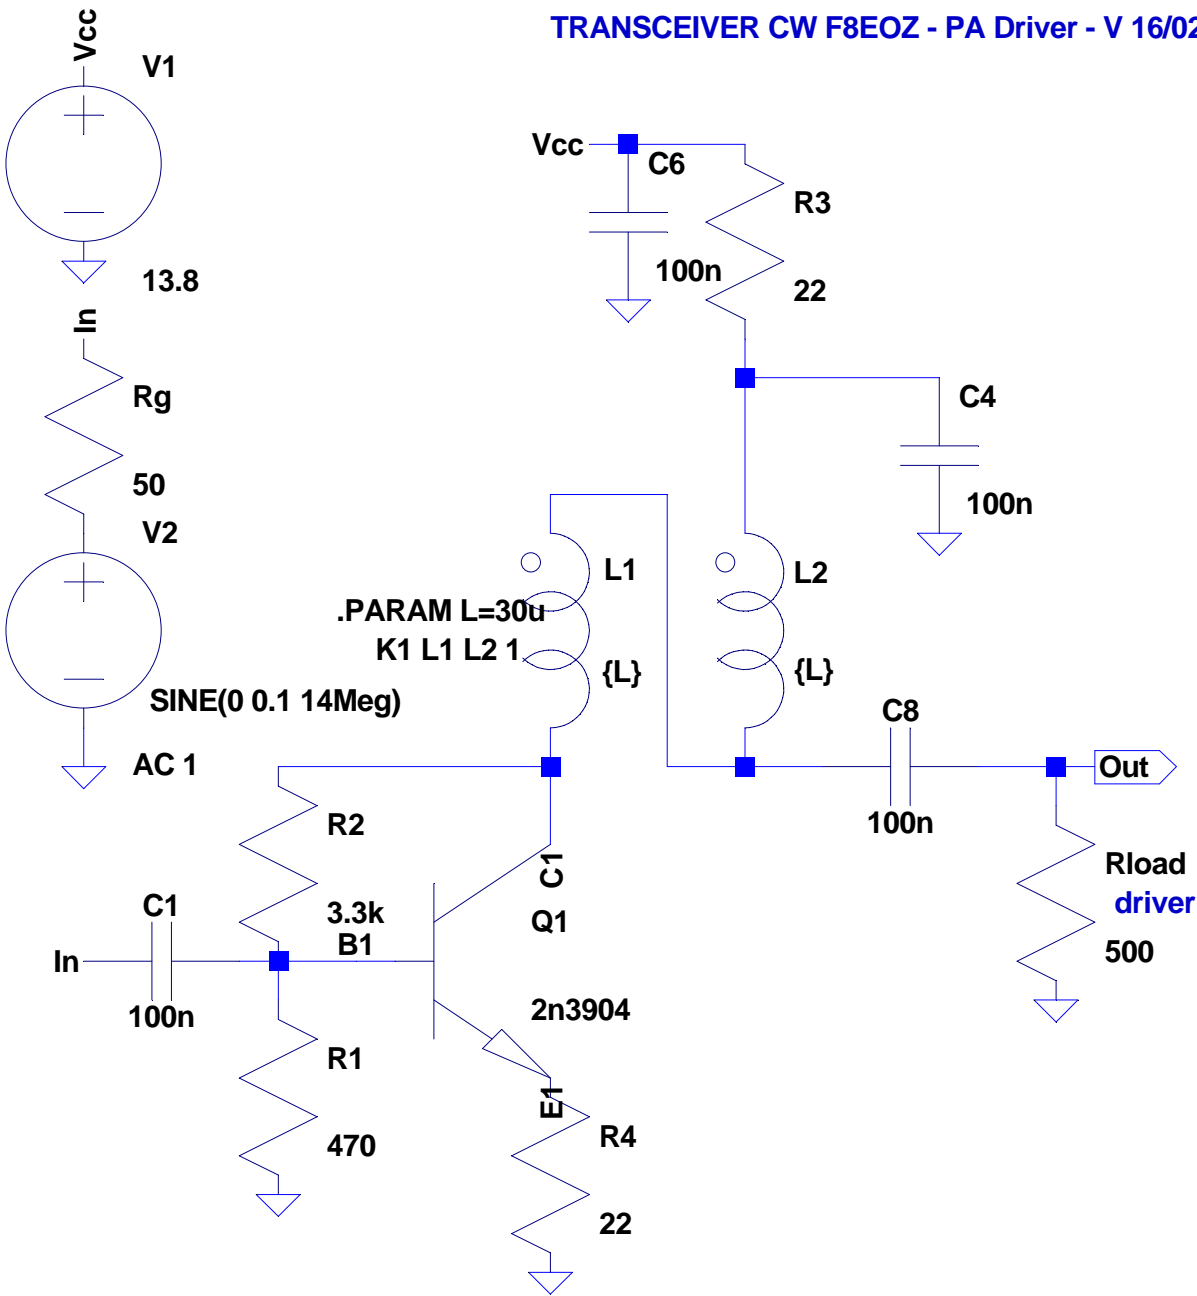 TRANSCEIVER CW F8EOZ - PA Driver - V 16/02
Vcc
V1
13.8
In
Rg
50
V2
SINE(0 0.1 14Meg)
AC 1
Vcc
C6
100n
R3
22
C4
100n
L1
{L}
L2
{L}
.PARAM L=30u
K1 L1 L2 1
C8
100n
Out
Rload
driver
500
R2
3.3k
B1
C1
Q1
2n3904
E1
C1
In
100n
R1
470
R4
22